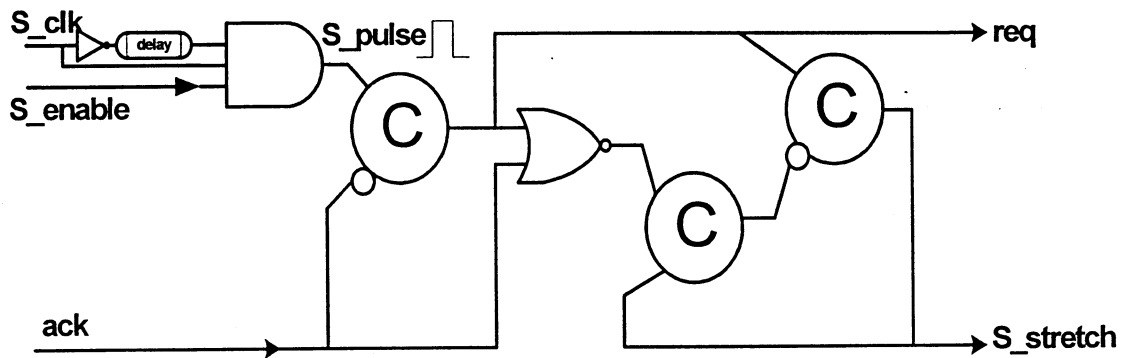 S_clk
delay
S_pulse
req
S_enable
C
C
C
ack
S_stretch